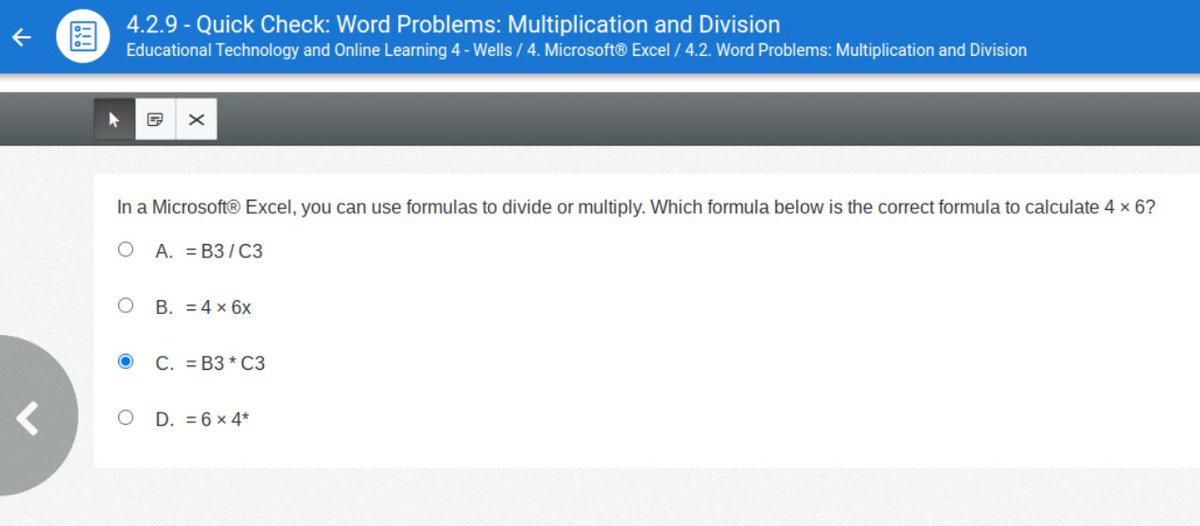 4.2.9 - Quick Check: Word Problems: Multiplication and Division
Educational Technology and Online Learning 4 - Wells / 4. Microsoft® Excel / 4.2. Word Problems: Multiplication and Division
In a Microsoft® Excel, you can use formulas to divide or multiply. Which formula below is the correct formula to calculate 4 × 6?
A. = B3 / C3
B. = 4 × 6x
C. = B3 * C3
D. = 6 × 4*